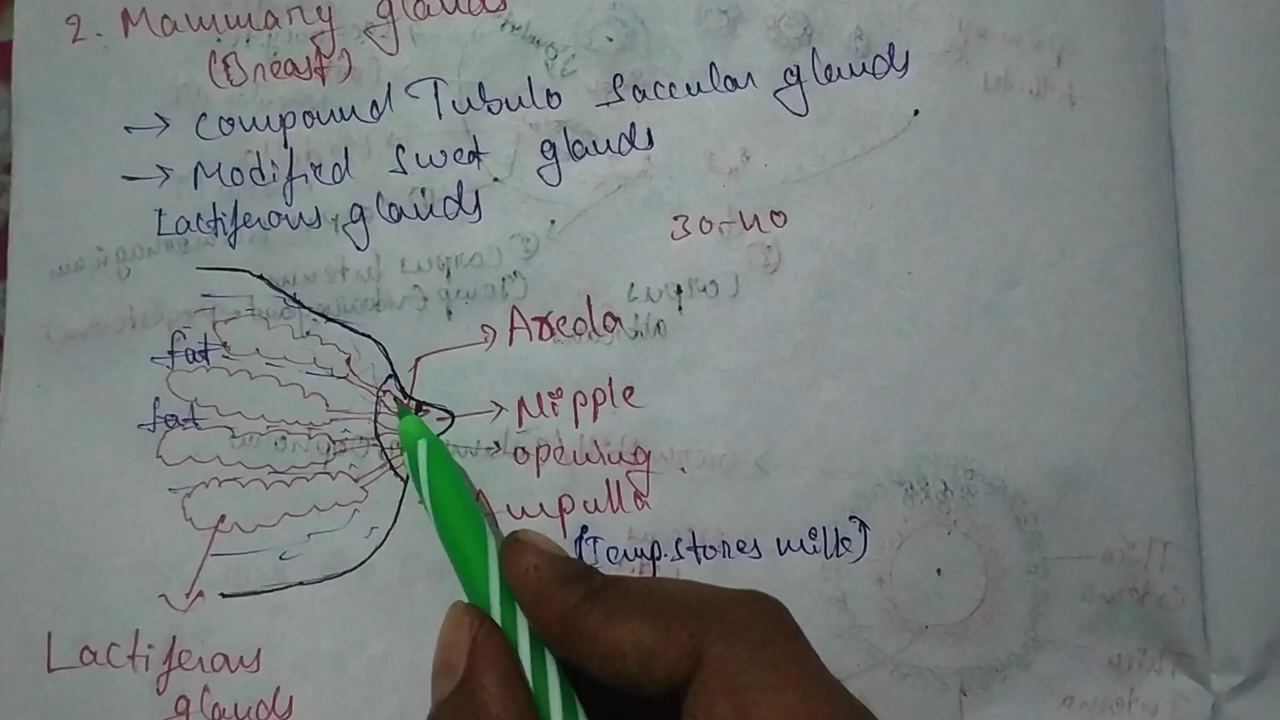 2. Mammary glands
(Breast)
→ compound Tubulo Saccular glands
→ Modified swet glands
Lactiferous glands
30-40
fat
fat
Areola
Nipple
opening
Ampulla
(Temp.stores milk)
Lactiferous
glands